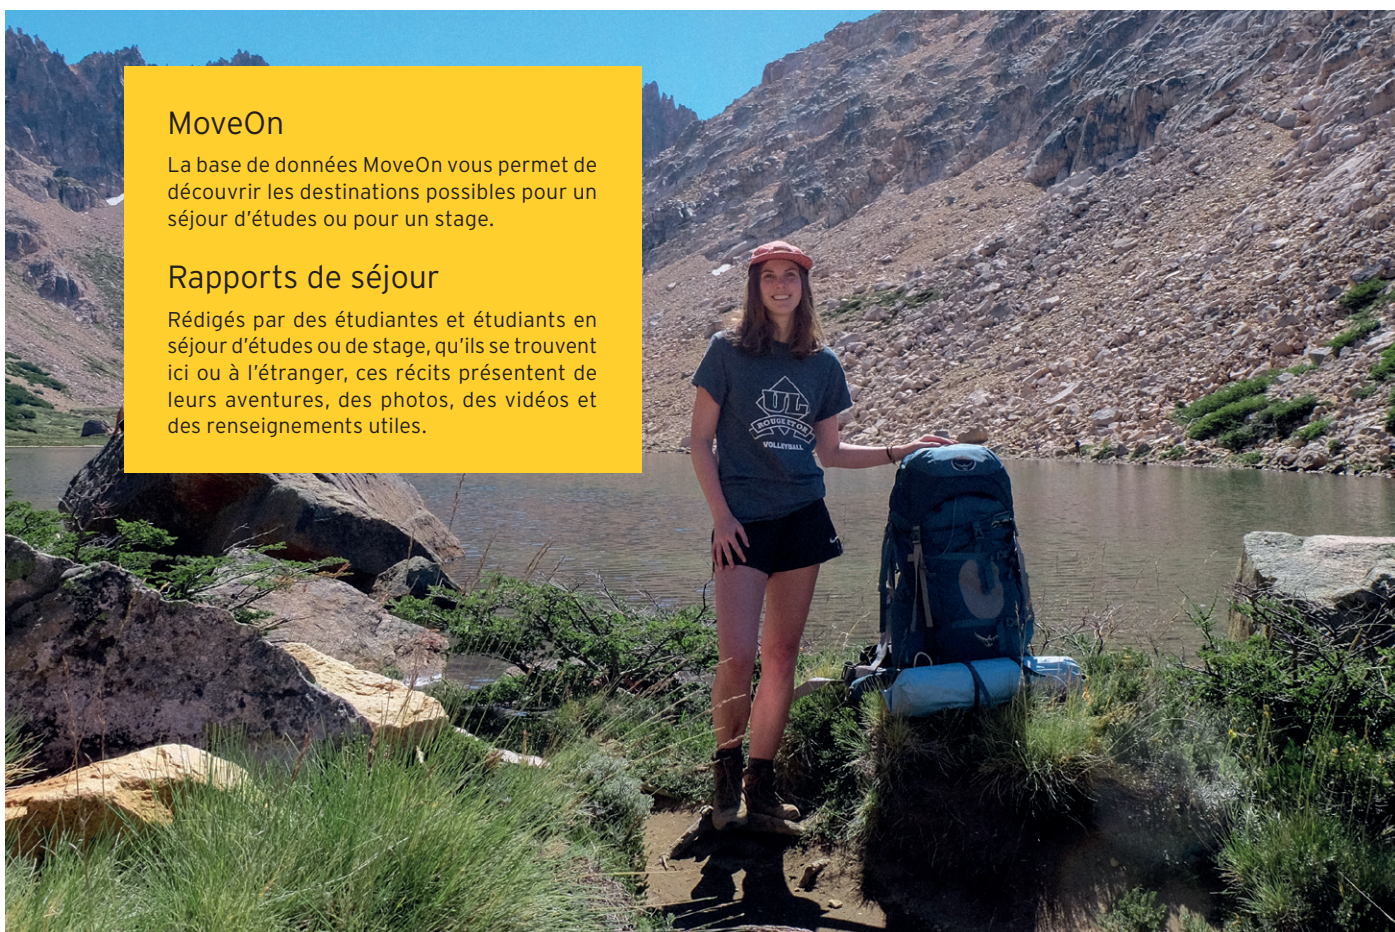 MoveOn
La base de données MoveOn vous permet de
découvrir les destinations possibles pour un
séjour d’études ou pour un stage.
Rapports de séjour
Rédigés par des étudiantes et étudiants en
séjour d’études ou de stage, qu’ils se trouvent
ici ou à l’étranger, ces récits présentent de
leurs aventures, des photos, des vidéos et
des renseignements utiles.
UL
ROUGE ET OR
VOLLEYBALL